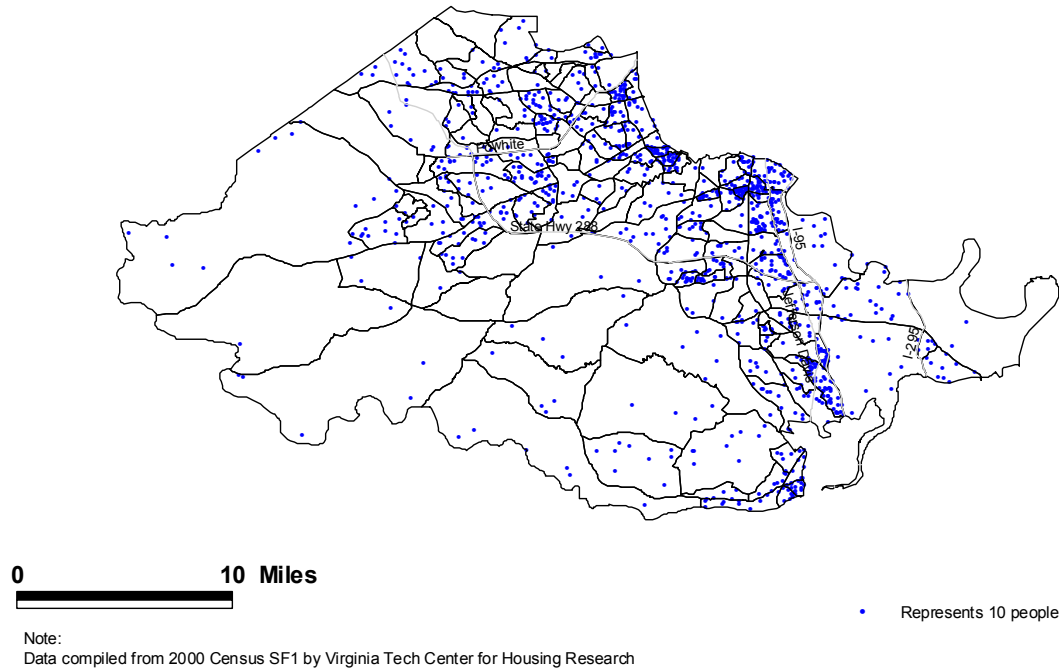 Powhite
State Hwy 288
I-95
Jefferson Davis
I-295
0 10 Miles
Represents 10 people
Note:
Data compiled from 2000 Census SF1 by Virginia Tech Center for Housing Research